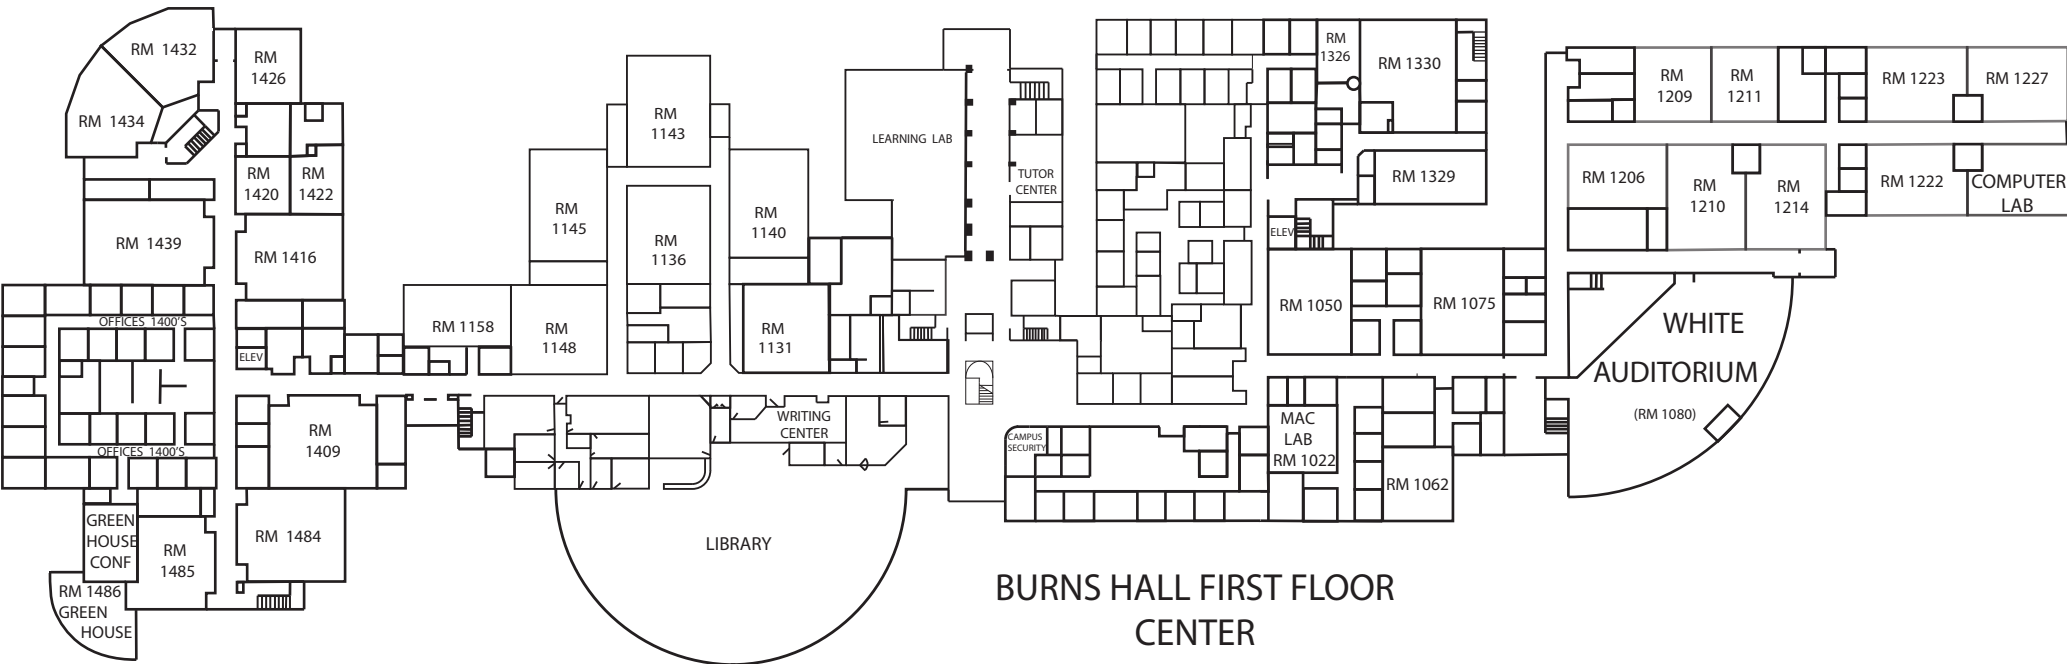 RM 1432
RM
1426
RM 1434
RM
1420
RM
1422
RM 1439
RM 1416
OFFICES 1400'S
ELEV
OFFICES 1400'S
RM
1409
GREEN
HOUSE
CONF
RM
1485
RM 1484
RM 1486
GREEN
HOUSE
RM 1158
RM
1148
RM
1145
RM
1143
RM
1136
RM
1140
RM
1131
LEARNING LAB
TUTOR
CENTER
WRITING
CENTER
LIBRARY
CAMPUS
SECURITY
RM
1326
RM 1330
RM 1329
ELEV
RM 1050
RM 1075
MAC
LAB
RM 1022
RM 1062
RM
1209
RM
1211
RM 1223
RM 1227
RM 1206
RM
1210
RM
1214
RM 1222
COMPUTER
LAB
WHITE
AUDITORIUM
(RM 1080)
BURNS HALL FIRST FLOOR
CENTER